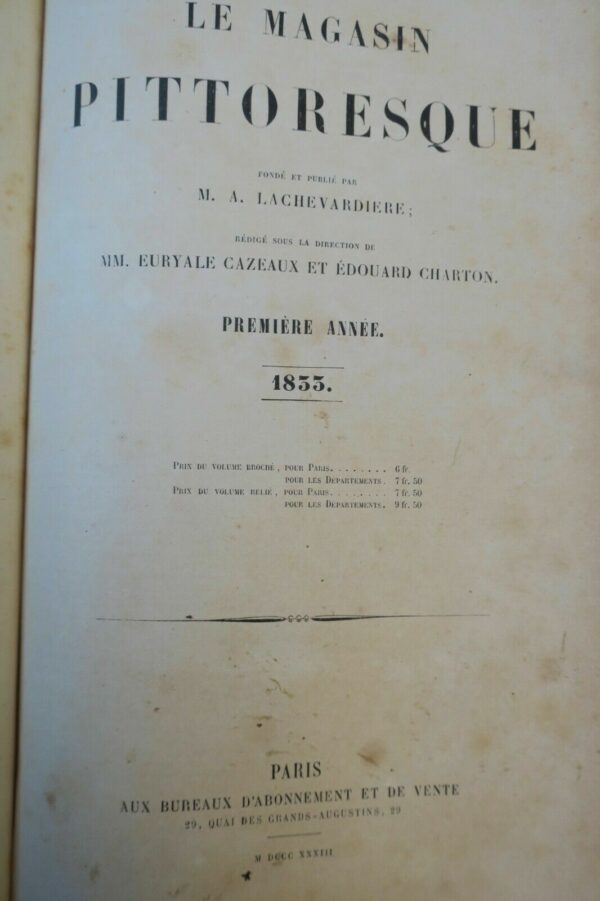 LE MAGASIN
PITTORESQUE
FONDÉ ET PUBLIÉ PAR
M. A. LACHEVARDIERE;
RÉDIGÉ SOUS LA DIRECTION DE
MM. EURYALE CAZEAUX ET ÉDOUARD CHARTON.
PREMIÈRE ANNÉE.
1833.
PRIX DU VOLUME BROCHÉ, POUR PARIS. . . . . . . . 6 fr.
POUR LES DÉPARTEMENTS. 7 fr. 50
PRIX DU VOLUME RELIÉ, POUR PARIS. . . . . . . . 7 fr. 50
POUR LES DÉPARTEMENTS. 9 fr. 50
PARIS
AUX BUREAUX D'ABONNEMENT ET DE VENTE
29, QUAI DES GRANDS-AUGUSTINS, 29
M DCCC XXXIII